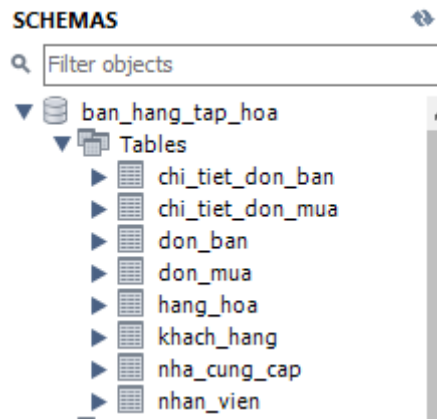 SCHEMAS
Filter objects
ban_hang_tap_hoa
Tables
chi_tiet_don_ban
chi_tiet_don_mua
don_ban
don_mua
hang_hoa
khach_hang
nha_cung_cap
nhan_vien